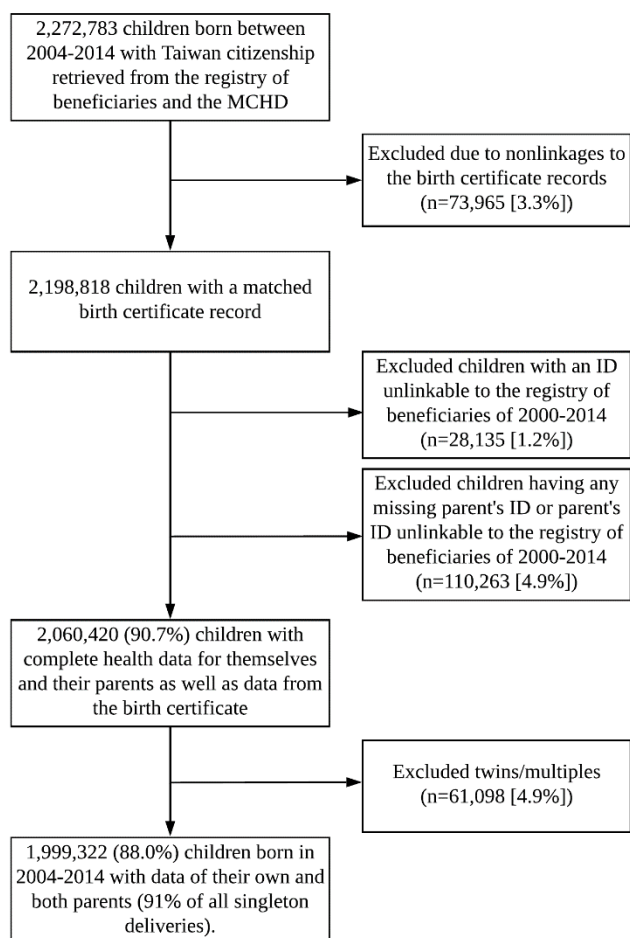 2,272,783 children born between
2004-2014 with Taiwan citizenship
retrieved from the registry of
beneficiaries and the MCHD
Excluded due to nonlinkages to
the birth certificate records
(n=73,965 [3.3%])
2,198,818 children with a matched
birth certificate record
Excluded children with an ID
unlinkable to the registry of
beneficiaries of 2000-2014
(n=28,135 [1.2%])
Excluded children having any
missing parent's ID or parent's
ID unlinkable to the registry of
beneficiaries of 2000-2014
(n=110,263 [4.9%])
2,060,420 (90.7%) children with
complete health data for themselves
and their parents as well as data from
the birth certificate
Excluded twins/multiples
(n=61,098 [4.9%])
1,999,322 (88.0%) children born in
2004-2014 with data of their own and
both parents (91% of all singleton
deliveries).